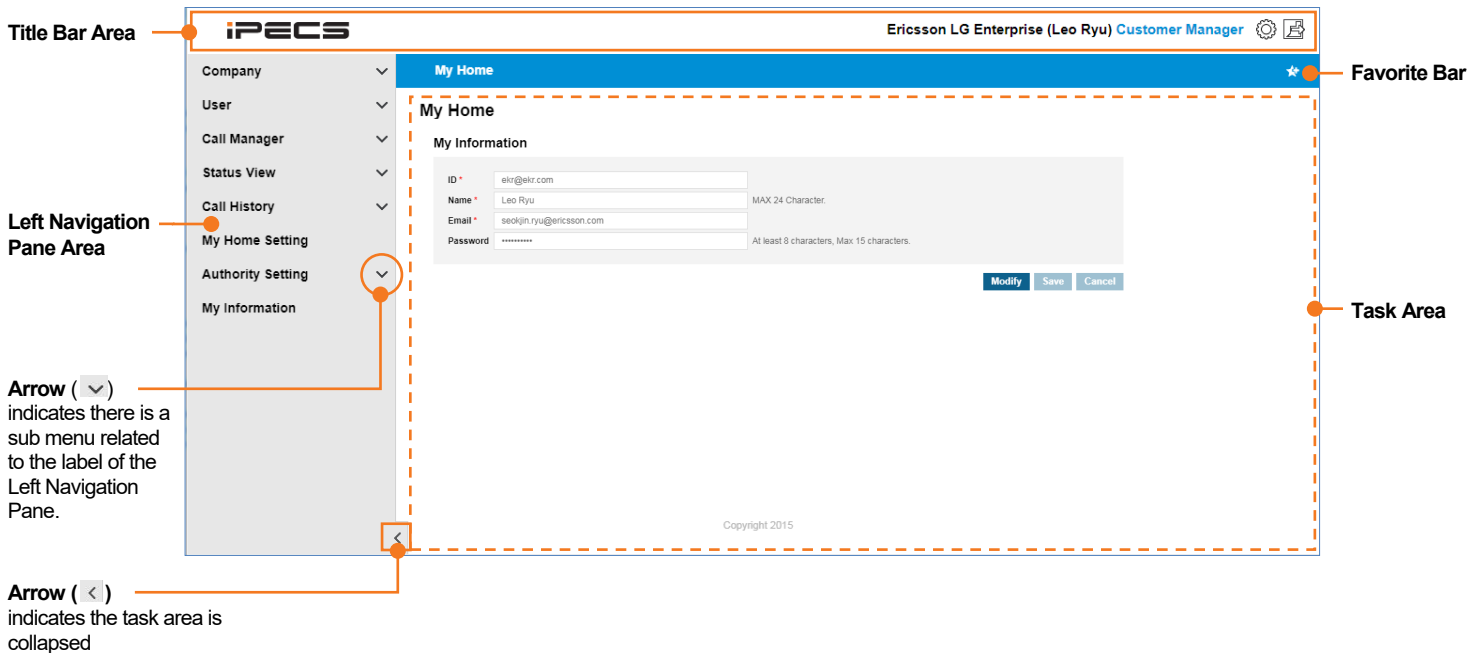 Title Bar Area
iPECS
Ericsson LG Enterprise (Leo Ryu) Customer Manager
Company
My Home
Favorite Bar
User
Call Manager
Status View
Call History
My Home Setting
Authority Setting
My Information
Left Navigation
Pane Area
My Home
My Information
ID *
ekr@ekr.com
Name *
Leo Ryu
MAX 24 Character.
Email *
seokjin.ryu@ericsson.com
Password
••••••••••
At least 8 characters, Max 15 characters.
Modify
Save
Cancel
Task Area
Arrow ( )
indicates there is a
sub menu related
to the label of the
Left Navigation
Pane.
Copyright 2015
Arrow ( < )
indicates the task area is
collapsed